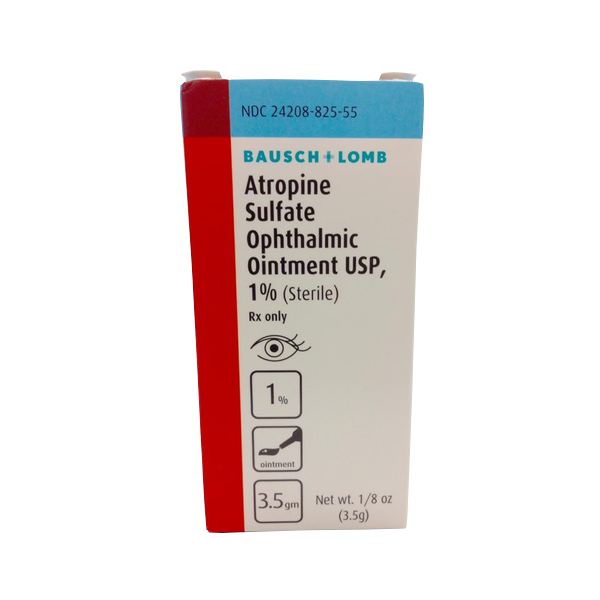 NDC 24208-825-55
BAUSCH+LOMB
Atropine
Sulfate
Ophthalmic
Ointment USP,
1% (Sterile)
Rx only
1%
ointment
3.5gm
Net wt. 1/8 oz
(3.5g)